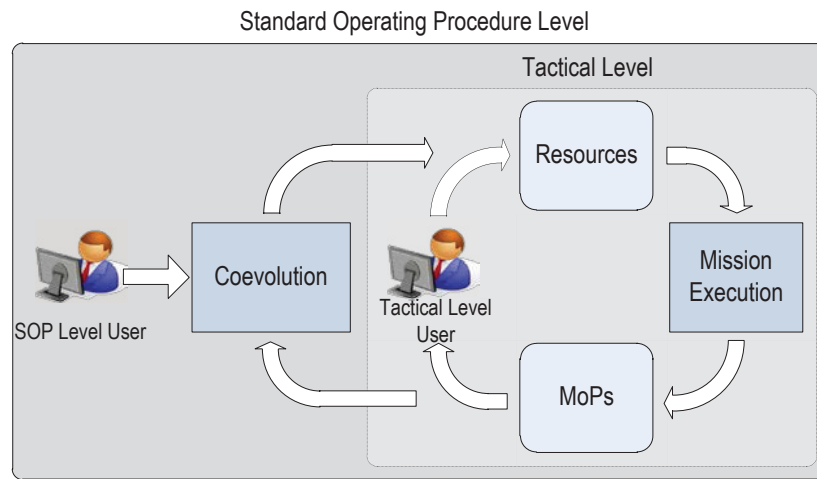 Standard Operating Procedure Level
Tactical Level
Resources
Coevolution
Mission
Execution
SOP Level User
Tactical Level
User
MoPs